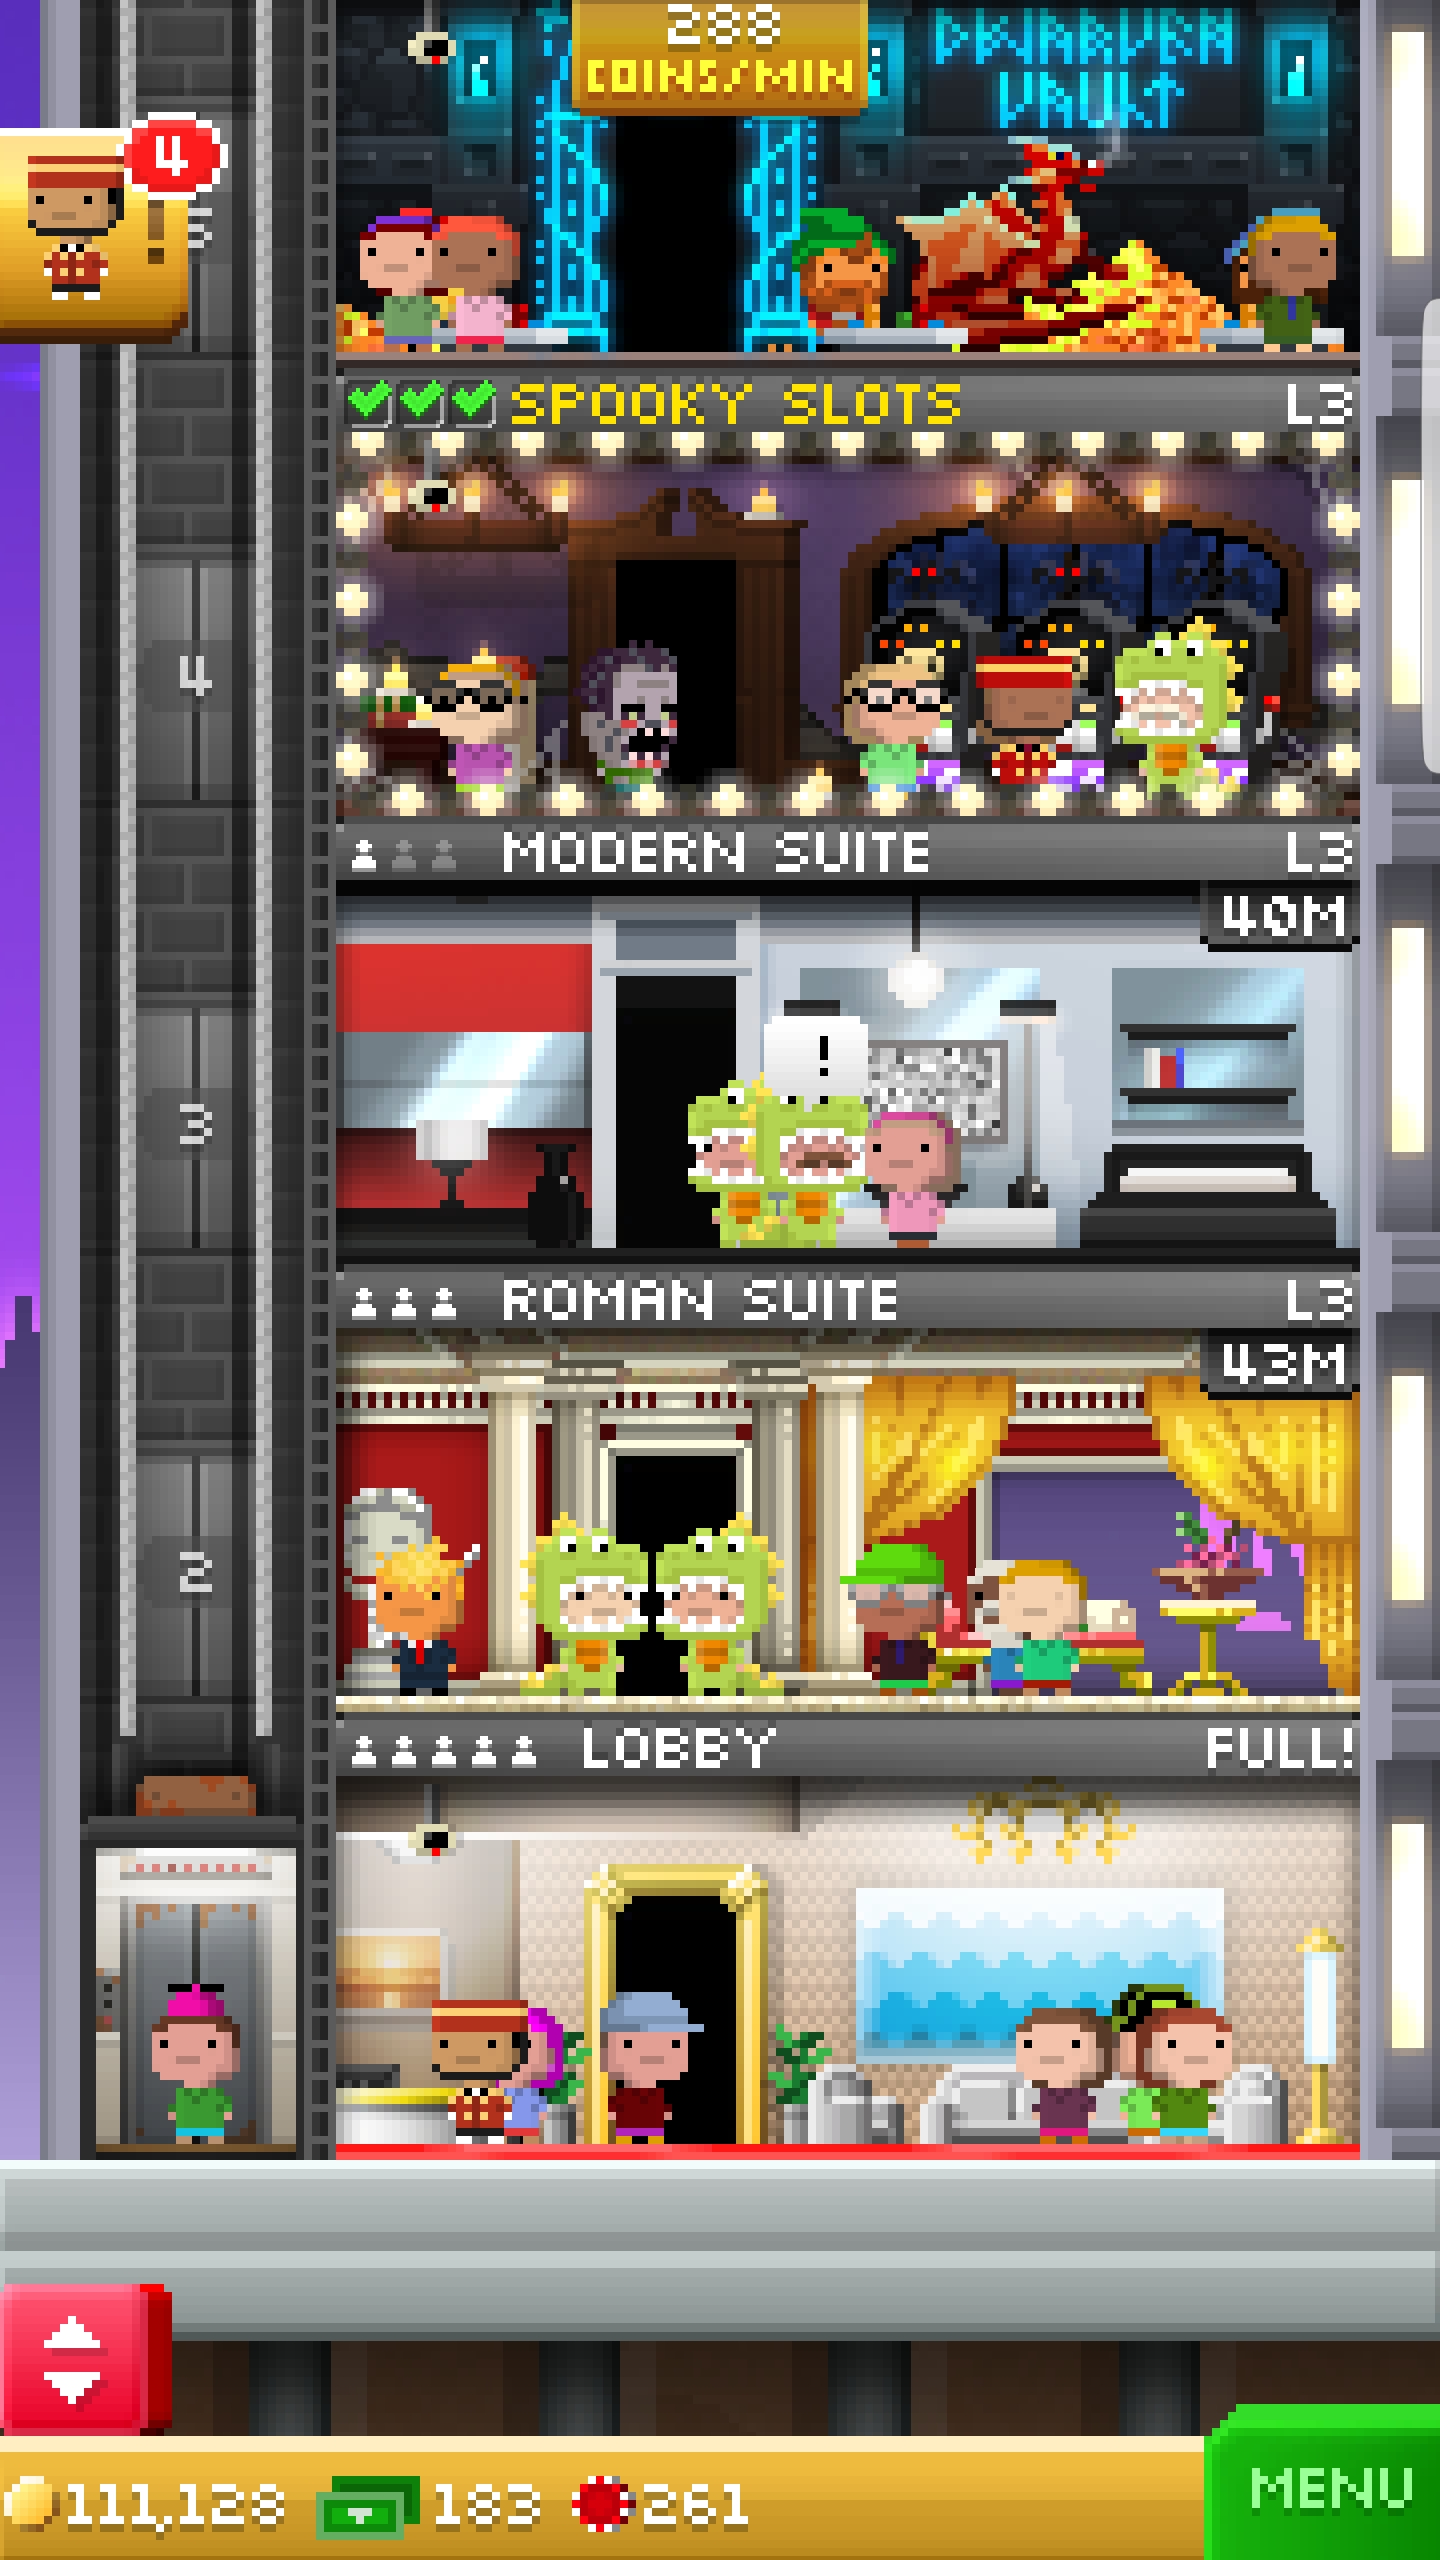 288
COINS/MIN
DWARVEN
VAULT
4
5
SPOOKY SLOTS L3
4
MODERN SUITE L3
40M
!
3
ROMAN SUITE L3
43M
2
LOBBY FULL!
111,128 183 261
MENU